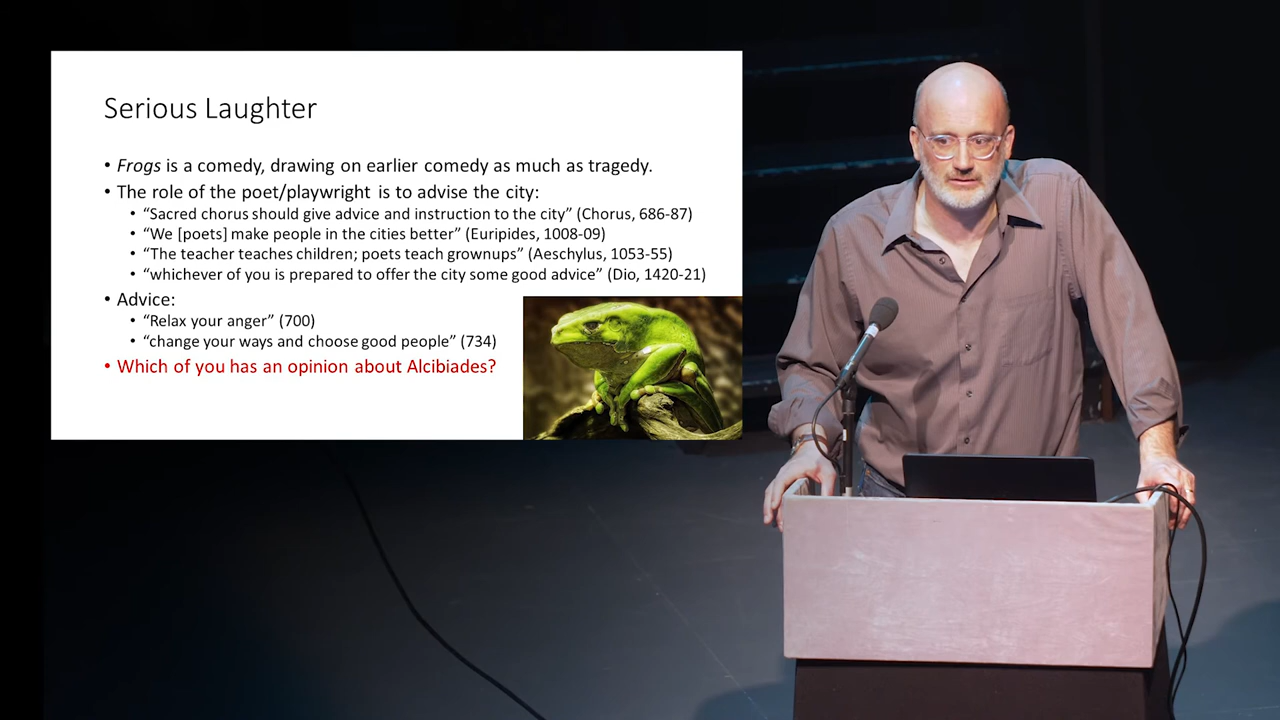 Serious Laughter
• Frogs is a comedy, drawing on earlier comedy as much as tragedy.
• The role of the poet/playwright is to advise the city:
• “Sacred chorus should give advice and instruction to the city” (Chorus, 686-87)
• “We [poets] make people in the cities better” (Euripides, 1008-09)
• “The teacher teaches children; poets teach grownups” (Aeschylus, 1053-55)
• “whichever of you is prepared to offer the city some good advice” (Dio, 1420-21)
• Advice:
• “Relax your anger” (700)
• “change your ways and choose good people” (734)
• Which of you has an opinion about Alcibiades?